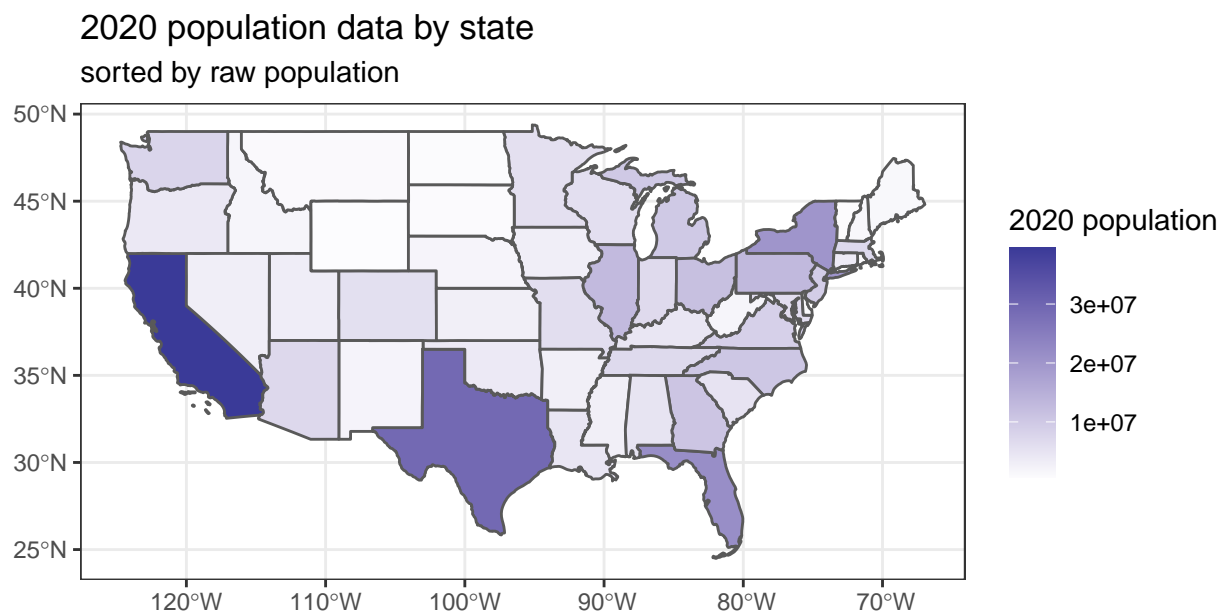 2020 population data by state
sorted by raw population
50°N
45°N
40°N
35°N
30°N
25°N
120°W 110°W 100°W 90°W 80°W 70°W
2020 population
3e+07
2e+07
1e+07